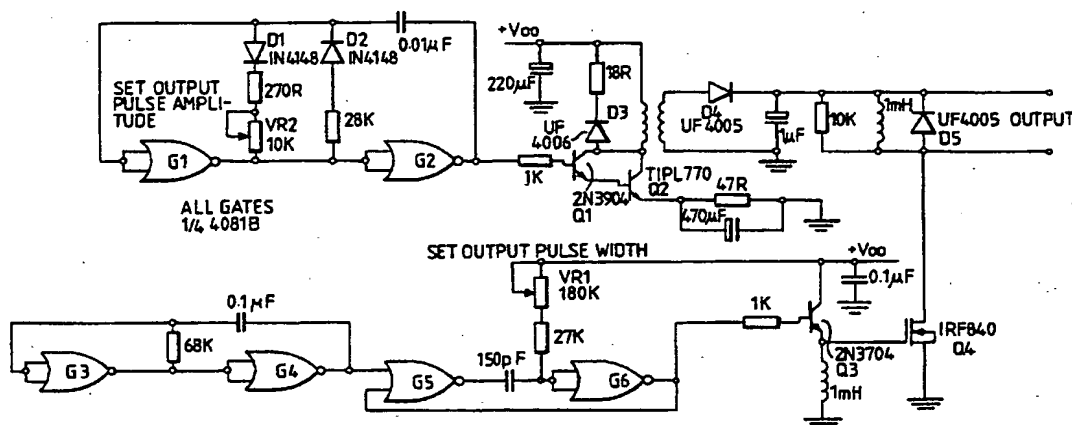 D1
IN4148
D2
IN4148
0.01µF
270R
SET OUTPUT
PULSE AMPLI-
TUDE
VR2
10K
28K
G1
G2
ALL GATES
1/4 4081B
+Voo
220µF
18R
D3
UF
4006
1K
2N3904
Q1
TIPL770
Q2
47R
470µF
D4
UF4005
1µF
10K
1mH
UF4005 OUTPUT
D5
SET OUTPUT PULSE WIDTH
VR1
180K
27K
+Voo
0.1µF
0.1µF
68K
G3
G4
G5
150pF
G6
1K
2N3704
Q3
1mH
IRF840
Q4